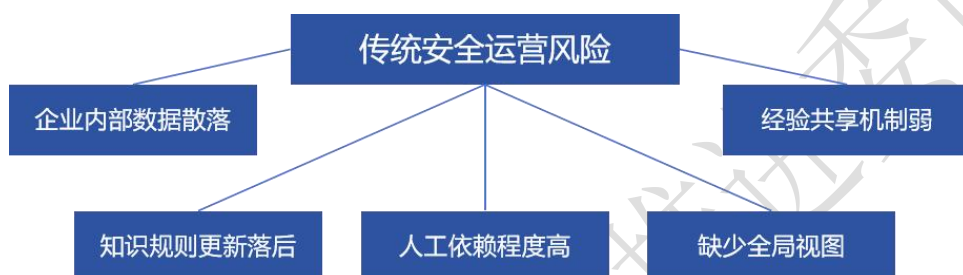 传统安全运营风险
企业内部数据散落
经验共享机制弱
知识规则更新落后
人工依赖程度高
缺少全局视图